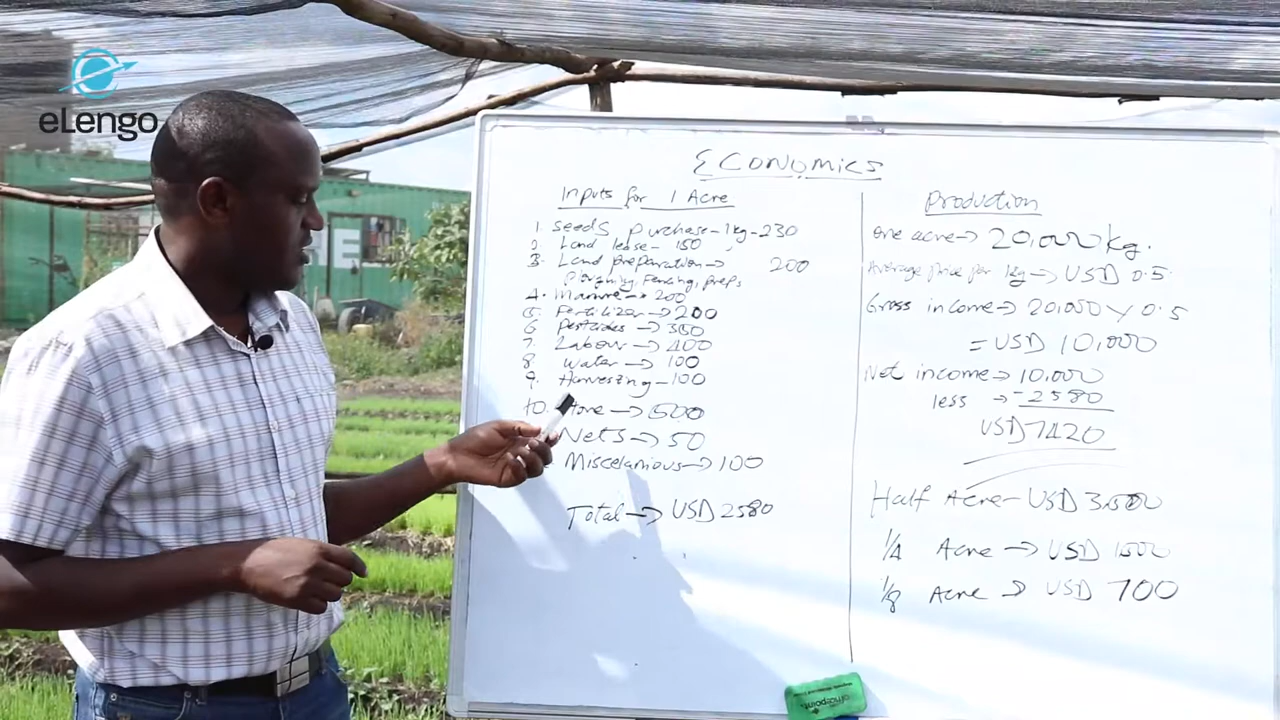 eLengo
ECONOMICS
Inputs for 1 Acre
1. Seeds purchase - 1kg - 230
2. Land lease - 150
3. Land preparation → 200
Ploughing, Fencing, preps
4. Manure → 200
5. Fertilizer → 200
6 Pesticides → 350
7. Labour → 400
8. Water → 100
9. Harvesting - 100
10. → 500
Nets → 50
Miscelanious → 100
Total → USD 2580
Production
One acre → 20,000 kg.
Average price per 1kg → USD 0.5
Gross income → 20,000 x 0.5
= USD 10,000
Net income → 10,000
less → - 2580
USD 7420
Half Acre - USD 3,500
1/4 Acre → USD 1500
1/8 Acre → USD 700
officepoint